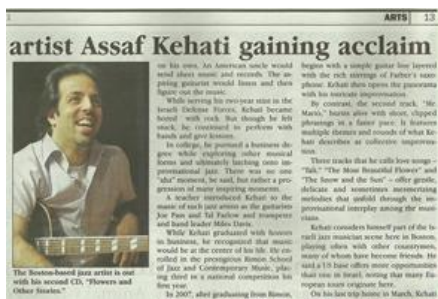 1
ARTS 13
artist Assaf Kehati gaining acclaim
on his own. An American uncle would
send sheet music and records. The as-
piring guitarist would listen and then
figure out the music.
While serving his two-year stint in the
Israeli Defense Forces, Kehati became
bored with rock. But though he felt
stuck, he continued to perform with
bands and give lessons.
In college, he pursued a business de-
gree while exploring other musical
forms and ultimately latching onto im-
provisational jazz. There was no one
"aha" moment, he said, but rather a pro-
gression of many inspiring moments.
A teacher introduced Kehati to the
music of such jazz artists as the guitarists
Joe Pass and Tal Farlow and trumpeter
and band leader Miles Davis.
While Kehati graduated with honors
in business, he recognized that music
would be at the center of his life. He en-
rolled in the prestigious Rimon School
of Jazz and Contemporary Music, plac-
ing third in a national competition his
first year.
In 2007, after graduating from Rimon,
begins with a simple guitar line layered
with the rich stirrings of Farber's saxo-
phone. Kehati then opens the panorama
with his intricate improvisation.
By contrast, the second track, "Mr.
Mario," bursts alive with short, clipped
phrasings in a faster pace. It features
multiple themes and rounds of what Ke-
hati describes as collective improvisa-
tion.
Three tracks that he calls love songs –
"Tali," "The Most Beautiful Flower" and
"The Snow and the Sun" – offer gentle,
delicate and sometimes mesmerizing
melodies that unfold through the im-
provisational interplay among the musi-
cians.
Kehati considers himself part of the Is-
raeli jazz musician scene here in Boston,
playing often with other countrymen,
many of whom have become friends. He
said a US base offers more opportunities
than one in Israel, noting that many Eu-
ropean tours originate here.
On his last trip home in March, Kehati
The Boston-based jazz artist is out
with his second CD, "Flowers and
Other Stories."